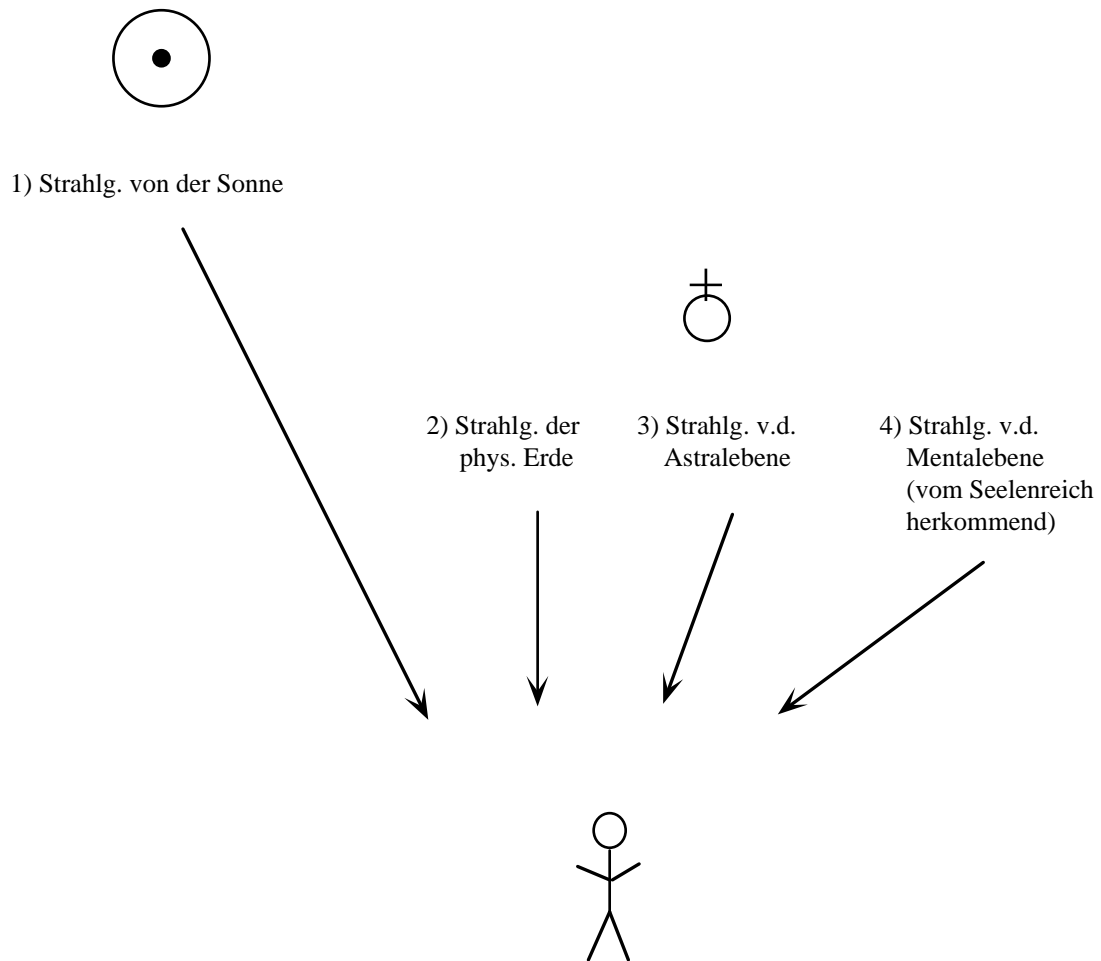 1) Strahlg. von der Sonne
2) Strahlg. der
phys. Erde
3) Strahlg. v.d.
Astralebene
4) Strahlg. v.d.
Mentalebene
(vom Seelenreich
herkommend)